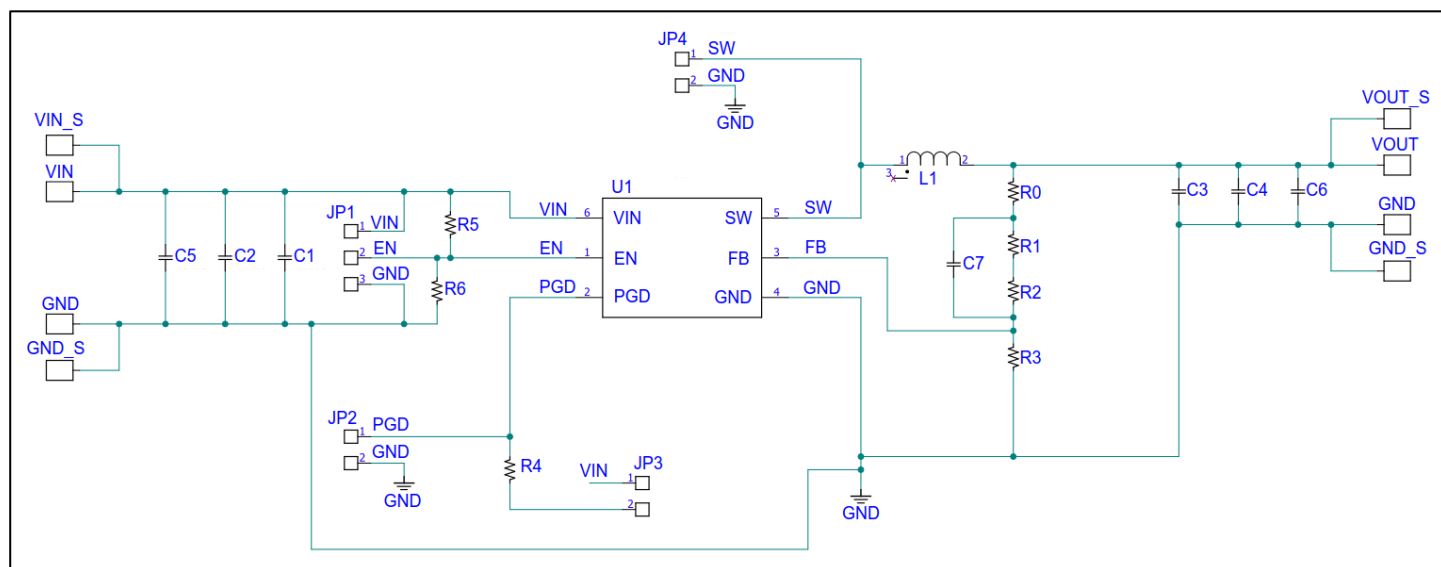 JP4
1
SW
2
GND
GND
VIN_S
VIN
GND
GND_S
C5
C2
C1
JP1
1
VIN
2
EN
3
GND
R5
R6
U1
VIN
6
VIN
EN
1
EN
PGD
2
PGD
SW
5
SW
FB
3
FB
GND
4
GND
1
2
3
L1
R0
R1
R2
R3
C7
C3
C4
C6
VOUT_S
VOUT
GND
GND_S
JP2
1
PGD
2
GND
GND
R4
VIN
1
JP3
2
GND